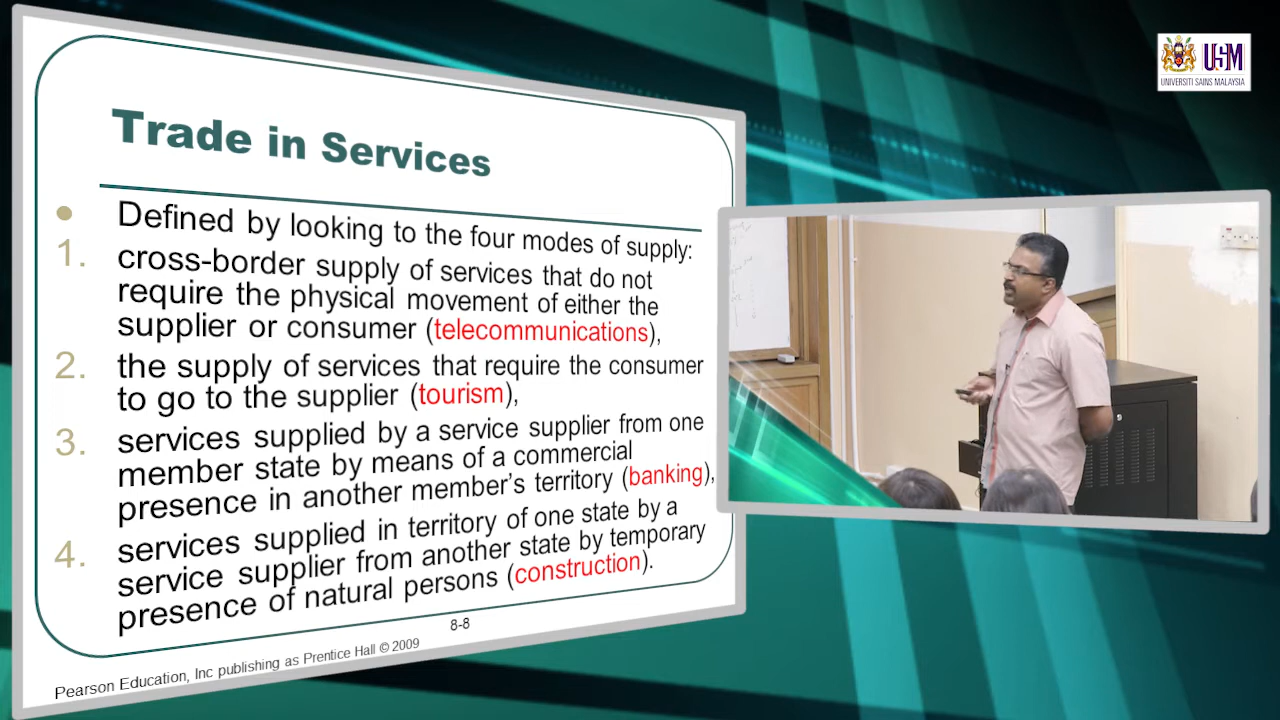 Trade in Services
• Defined by looking to the four modes of supply:
1. cross-border supply of services that do not
require the physical movement of either the
supplier or consumer (telecommunications),
2. the supply of services that require the consumer
to go to the supplier (tourism),
3. services supplied by a service supplier from one
member state by means of a commercial
presence in another member's territory (banking),
4. services supplied in territory of one state by a
service supplier from another state by temporary
presence of natural persons (construction).
8-8
Pearson Education, Inc publishing as Prentice Hall © 2009
USM
UNIVERSITI SAINS MALAYSIA